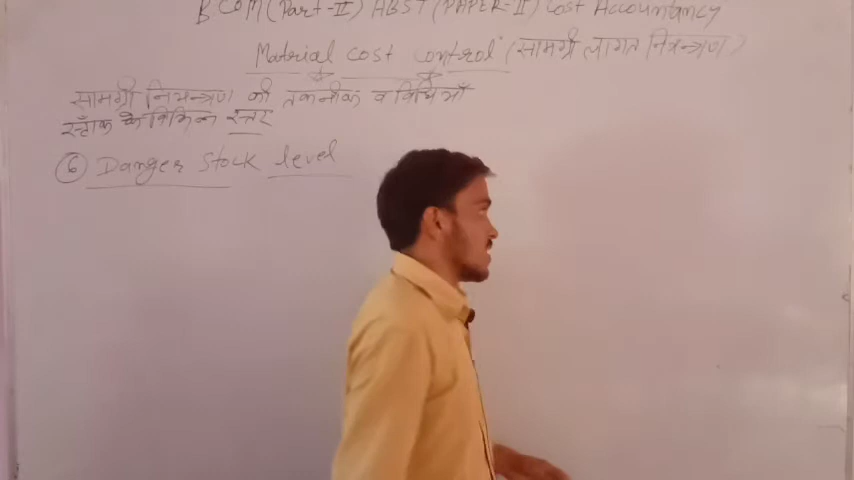 B COM (Part-II) ABST (PAPER-II) Cost Accountancy
Material cost control (सामग्री लागत नियन्त्रण)
सामग्री नियन्त्रण की तकनीक व विधियाँ
स्टॉक के विभिन्न स्तर
⑥ Danger Stock level